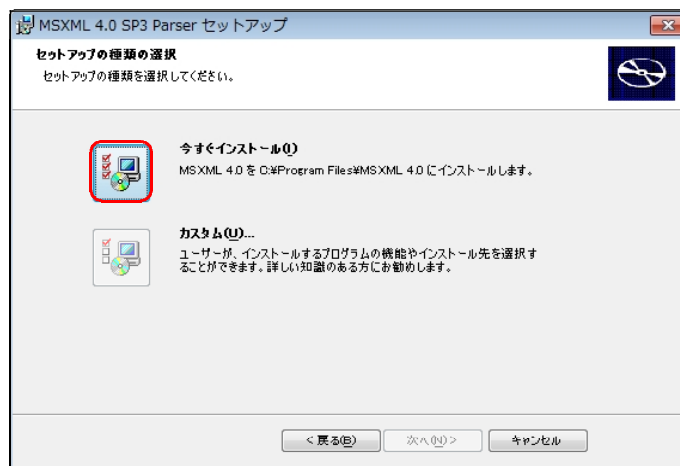 MSXML 4.0 SP3 Parser セットアップ
セットアップの種類の選択
セットアップの種類を選択してください。
今すぐインストール(I)
MSXML 4.0 を C:¥Program Files¥MSXML 4.0 にインストールします。
カスタム(U)...
ユーザーが、インストールするプログラムの機能やインストール先を選択す
ることができます。詳しい知識のある方にお勧めします。
< 戻る(B) 次へ(N) > キャンセル